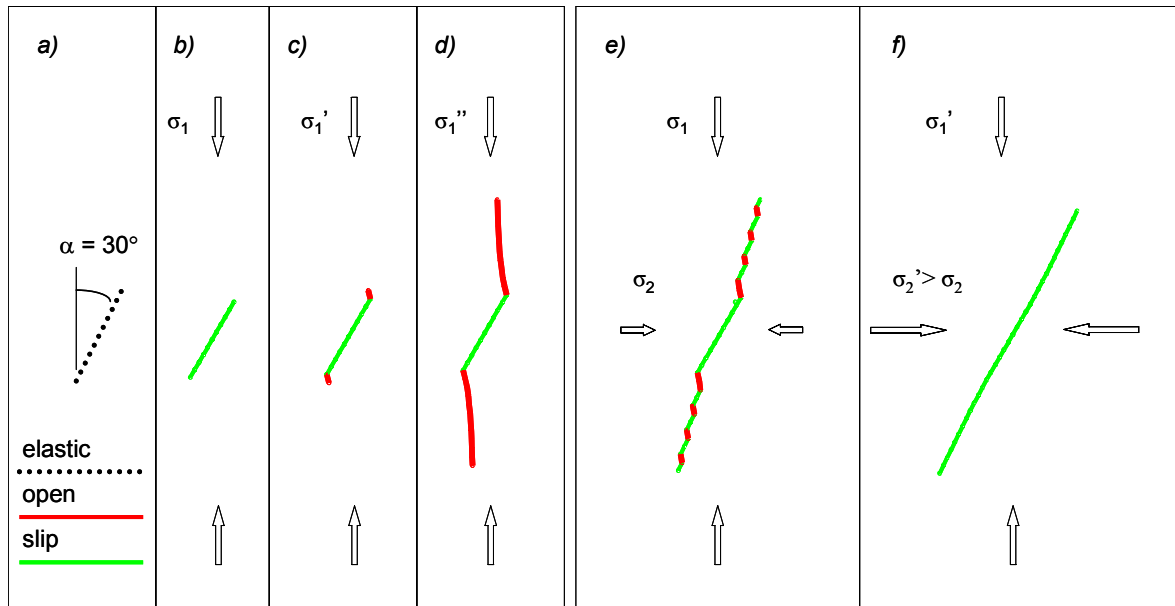 a)
α = 30°
elastic
open
slip
b)
σ₁
c)
σ₁’
d)
σ₁’’
e)
σ₁
σ₂
f)
σ₁’
σ₂’> σ₂